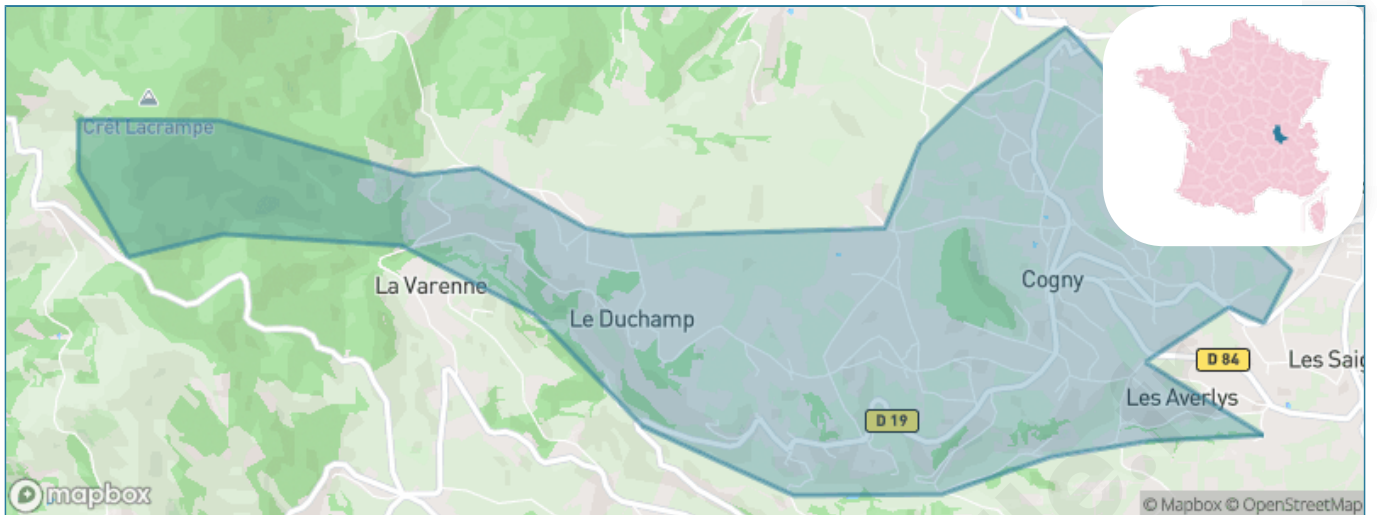 Crêt Lacrampe
La Varenne
Cogny
Le Duchamp
D 84
Les Saig
Les Averlys
D 19
mapbox
© Mapbox © OpenStreetMap